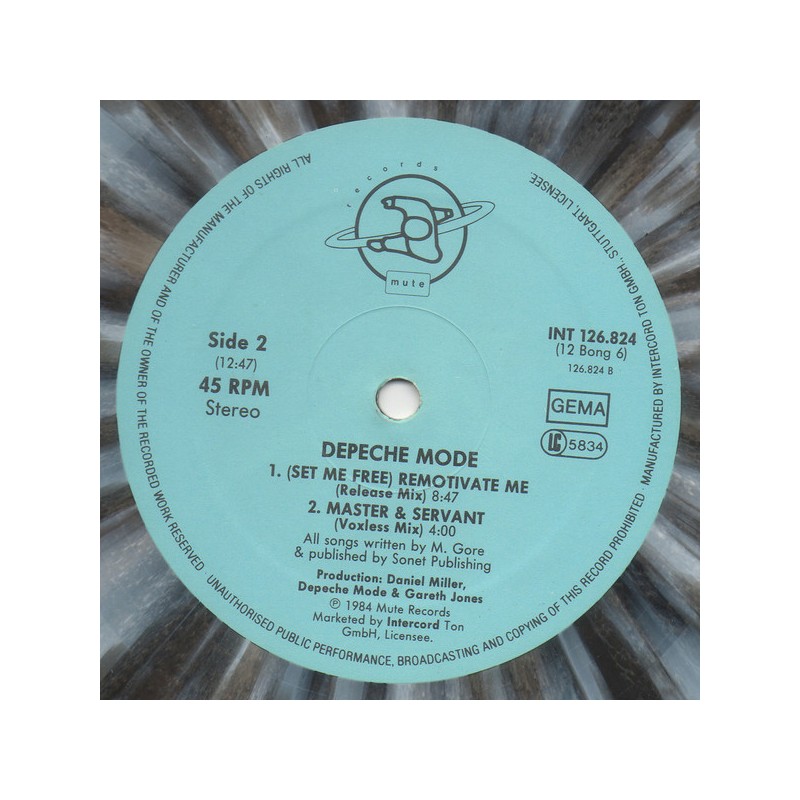 records
mute
Side 2
(12:47)
45 RPM
Stereo
INT 126.824
(12 Bong 6)
126.824 B
GEMA
LC 5834
DEPECHE MODE
1. (SET ME FREE) REMOTIVATE ME
(Release Mix) 8:47
2. MASTER & SERVANT
(Voxless Mix) 4:00
All songs written by M. Gore
& published by Sonet Publishing
Production: Daniel Miller,
Depeche Mode & Gareth Jones
℗ 1984 Mute Records
Marketed by Intercord Ton
GmbH, Licensee.
ALL RIGHTS OF THE MANUFACTURER AND OF THE OWNER OF THE RECORDED WORK RESERVED · UNAUTHORISED PUBLIC PERFORMANCE, BROADCASTING AND COPYING OF THIS RECORD PROHIBITED · MANUFACTURED BY INTERCORD TON GMBH., STUTTGART, LICENSEE.